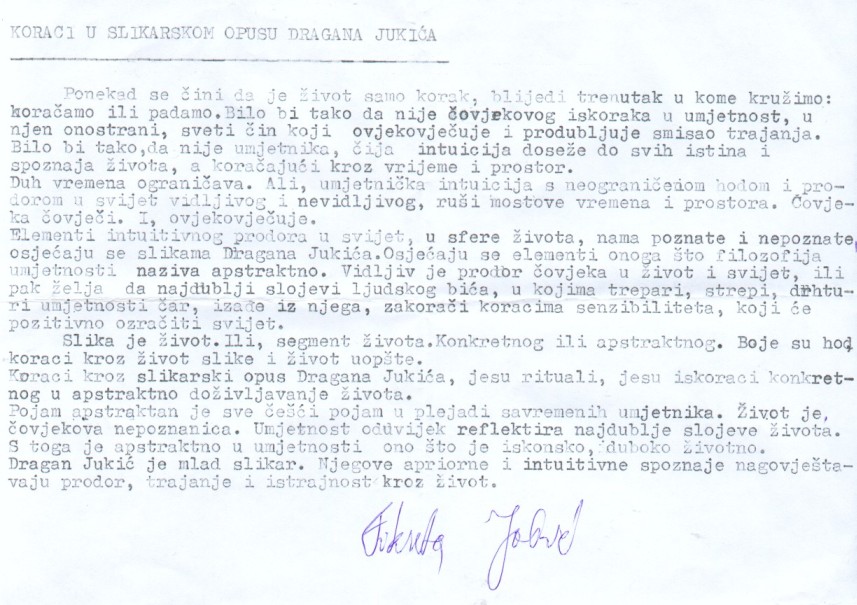 KORACI U SLIKARSKOM OPUSU DRAGANA JUKIĆA
Ponekad se čini da je život samo korak, blijedi trenutak u kome kružimo:
koračamo ili padamo.Bilo bi tako da nije čovjekovog iskoraka u umjetnost, u
njen onostrani, sveti čin koji ovjekovječuje i produbljuje smisao trajanja.
Bilo bi tako,da nije umjetnika, čija intuicija doseže do svih istina i
spoznaja života, a koračajući kroz vrijeme i prostor.
Duh vremena ograničava. Ali, umjetnička intuicija s neograničenom hodom i pro-
dorom u svijet vidljivog i nevidljivog, ruši mostove vremena i prostora. Čovje-
ka čovječi. I, ovjekovječuje.
Elementi intuitivnog prodora u svijet, u sfere života, nama poznate i nepoznate
osjećaju se slikama Dragana Jukića.Osjećaju se elementi onoga što filozofija
umjetnosti naziva apstraktno. Vidljiv je prodor čovjeka u život i svijet, ili
pak želja da najdublji slojevi ljudskog bića, u kojima trepari, strepi, drhtu-
ri umjetnosti čar, izađe iz njega, zakorači koracima senzibiliteta, koji će
pozitivno ozračiti svijet.
Slika je život.Ili, segment života.Konkretnog ili apstraktnog. Boje su hod
koraci kroz život slike i život uopšte.
Koraci kroz slikarski opus Dragana Jukića, jesu rituali, jesu iskoraci konkret-
nog u apstraktno doživljavanje života.
Pojam apstraktan je sve češći pojam u plejadi savremenih umjetnika. Život je,
čovjekova nepoznanica. Umjetnost oduvijek reflektira najdublje slojeve života.
S toga je apstraktno u umjetnosti ono što je iskonsko, duboko životno.
Dragan Jukić je mlad slikar. Njegove apriorne i intuitivne spoznaje nagovješta-
vaju prodor, trajanje i istrajnost kroz život.